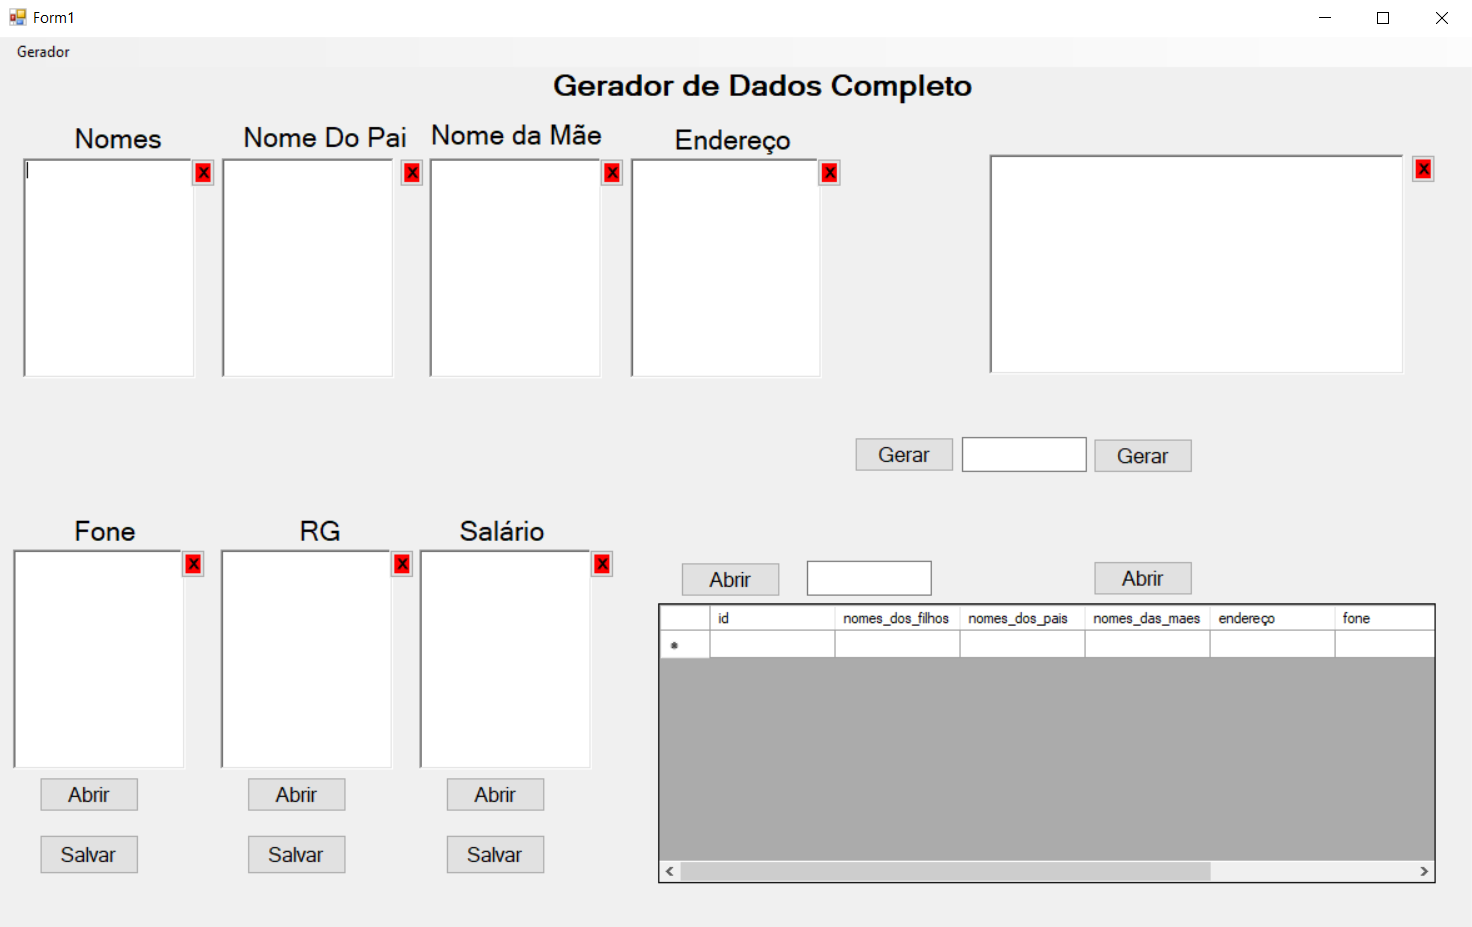 Form1
Gerador
Gerador de Dados Completo
Nomes
Nome Do Pai
Nome da Mãe
Endereço
X
X
X
X
X
Gerar
Gerar
Fone
RG
Salário
X
X
X
Abrir
Abrir
id nomes_dos_filhos nomes_dos_pais nomes_das_maes endereço fone
Abrir
Abrir
Abrir
Salvar
Salvar
Salvar